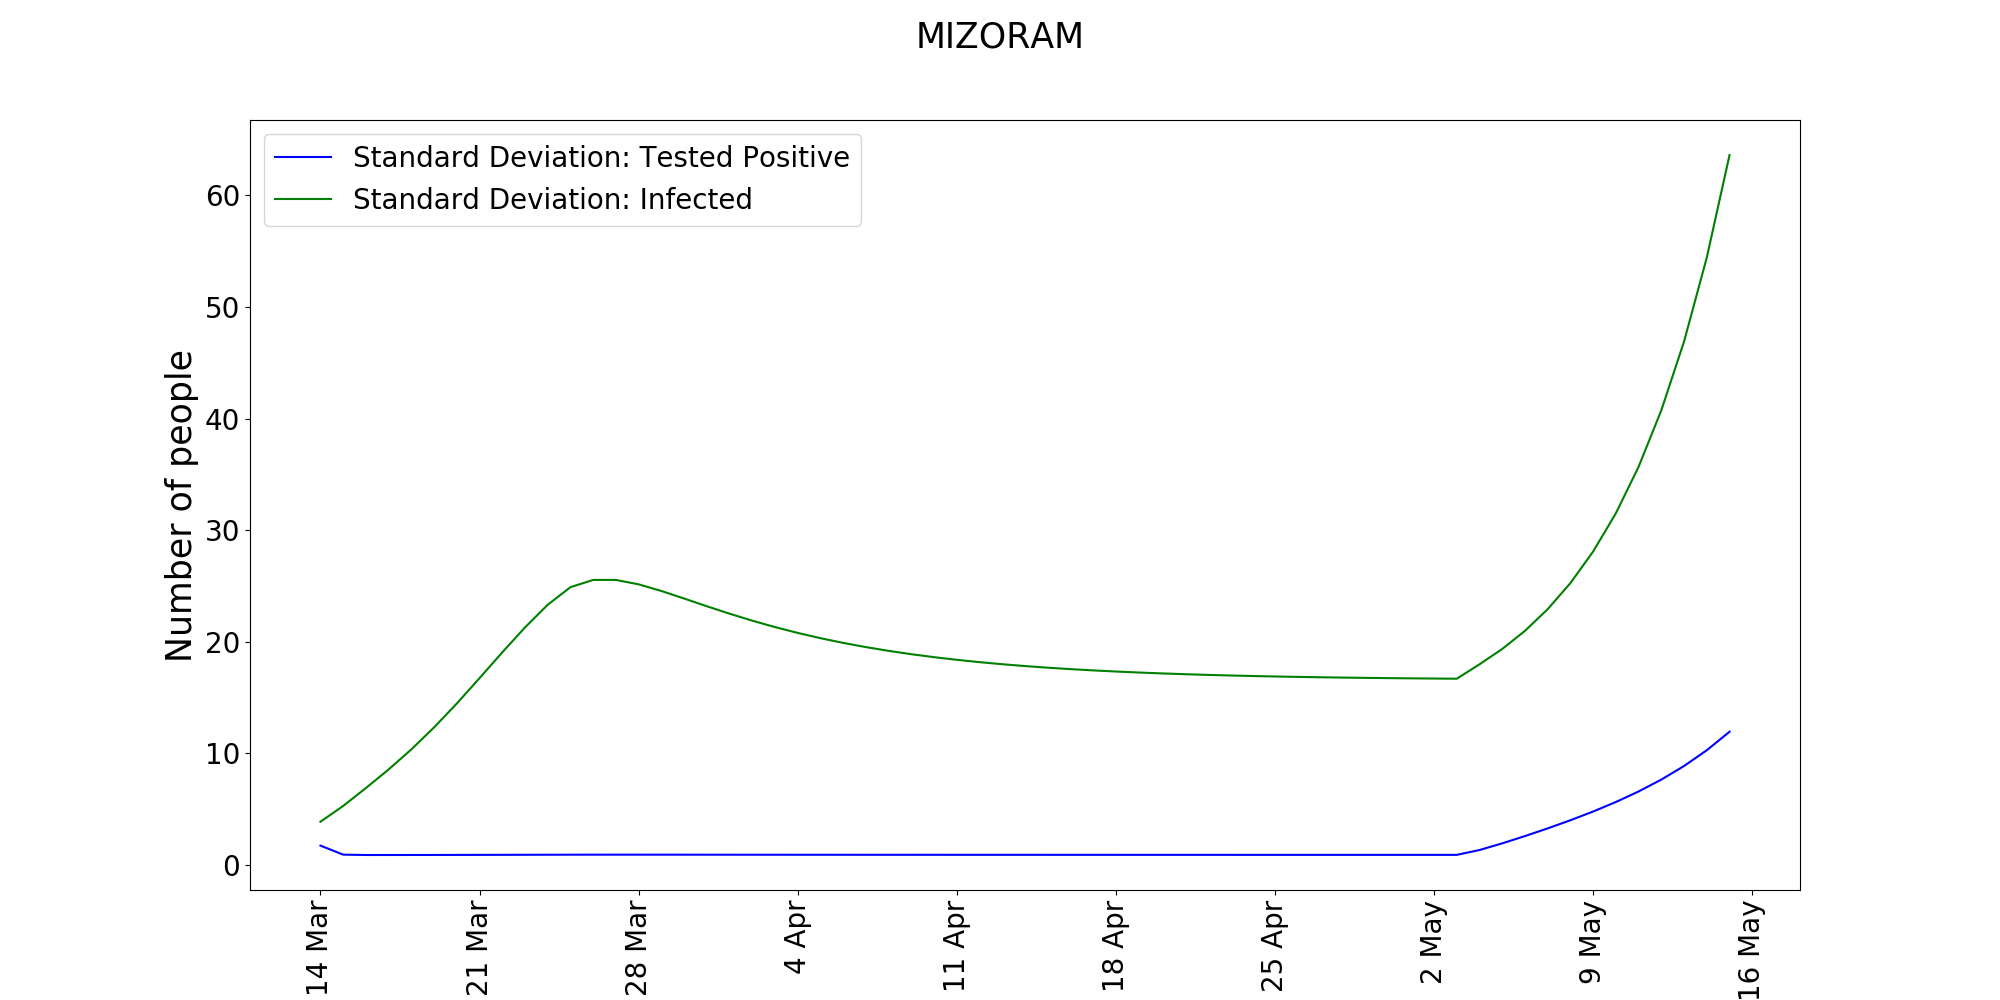 MIZORAM
Standard Deviation: Tested Positive
Standard Deviation: Infected
Number of people
60
50
40
30
20
10
0
14 Mar
21 Mar
28 Mar
4 Apr
11 Apr
18 Apr
25 Apr
2 May
9 May
16 May